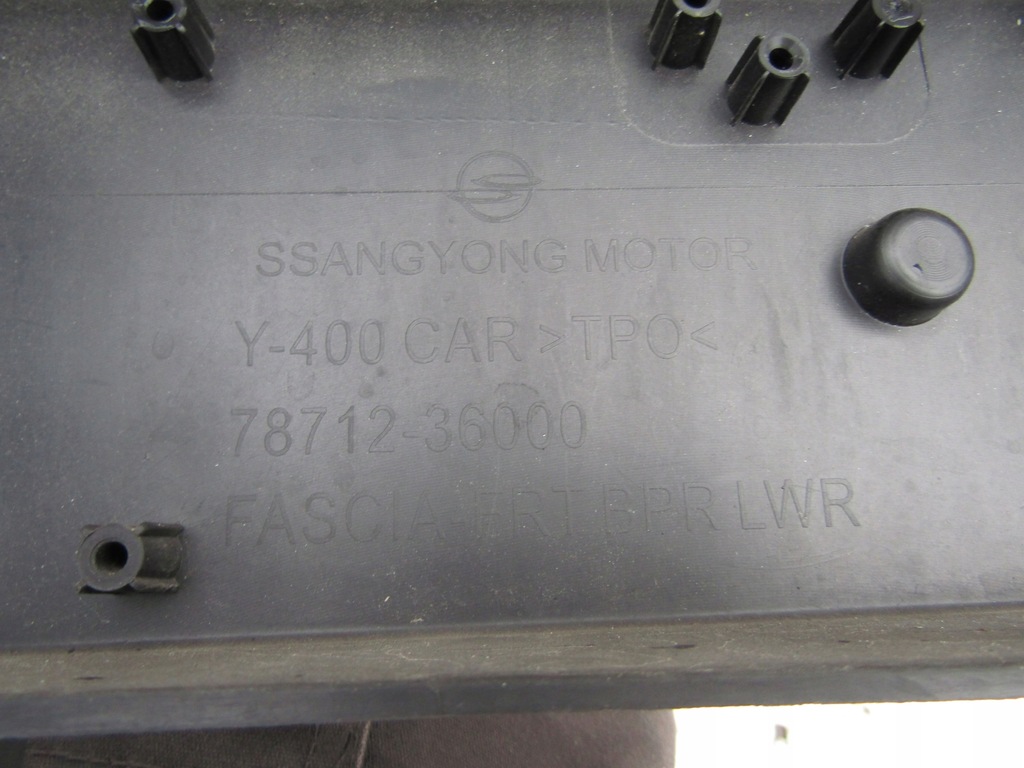 SSANGYONG MOTOR
Y-400 CAR >TPO<
78712-36000
FASCIA-FRT BPR LWR